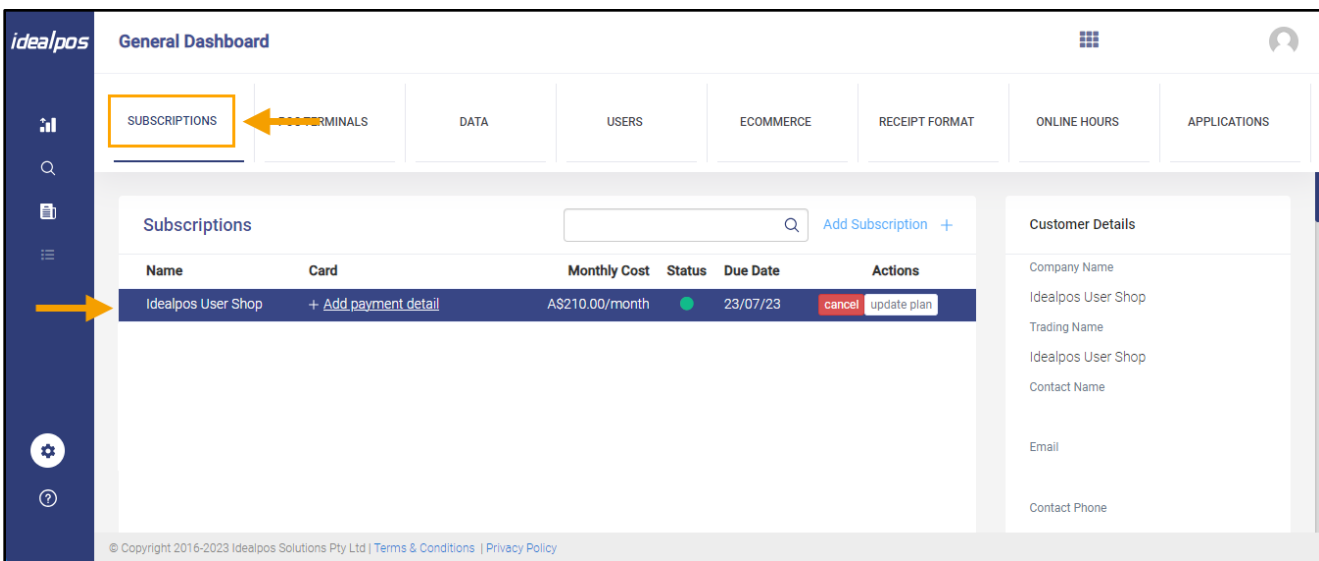 idealpos General Dashboard
SUBSCRIPTIONS TERMINALS DATA USERS ECOMMERCE RECEIPT FORMAT ONLINE HOURS APPLICATIONS
Subscriptions Add Subscription +
Name Card Monthly Cost Status Due Date Actions
Idealpos User Shop + Add payment detail A$210.00/month 23/07/23 cancel update plan
Customer Details
Company Name
Idealpos User Shop
Trading Name
Idealpos User Shop
Contact Name
Email
Contact Phone
© Copyright 2016-2023 Idealpos Solutions Pty Ltd | Terms & Conditions | Privacy Policy